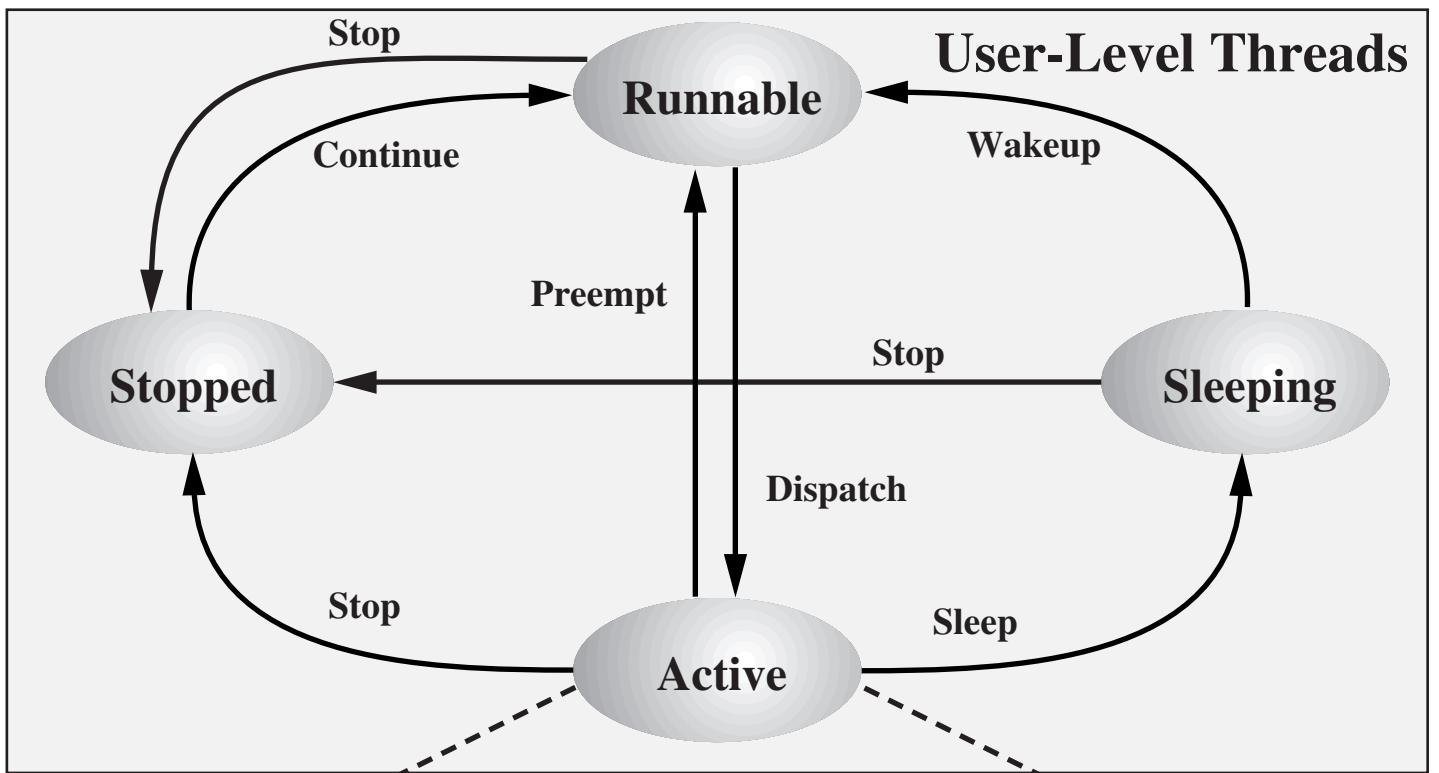 Stop
User-Level Threads
Runnable
Continue
Wakeup
Preempt
Stop
Stopped
Sleeping
Dispatch
Stop
Sleep
Active